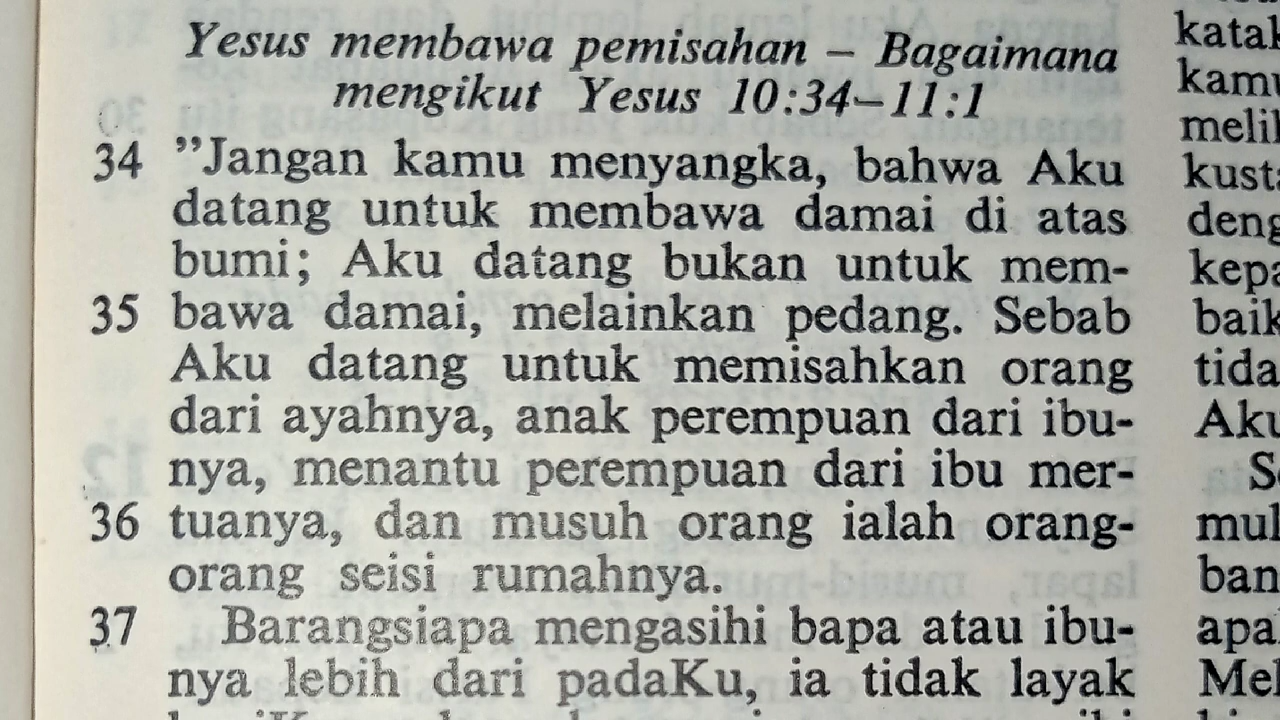 Yesus membawa pemisahan – Bagaimana
mengikut Yesus 10:34–11:1
34 ”Jangan kamu menyangka, bahwa Aku
datang untuk membawa damai di atas
bumi; Aku datang bukan untuk mem-
35 bawa damai, melainkan pedang. Sebab
Aku datang untuk memisahkan orang
dari ayahnya, anak perempuan dari ibu-
nya, menantu perempuan dari ibu mer-
36 tuanya, dan musuh orang ialah orang-
orang seisi rumahnya.
37 Barangsiapa mengasihi bapa atau ibu-
nya lebih dari padaKu, ia tidak layak